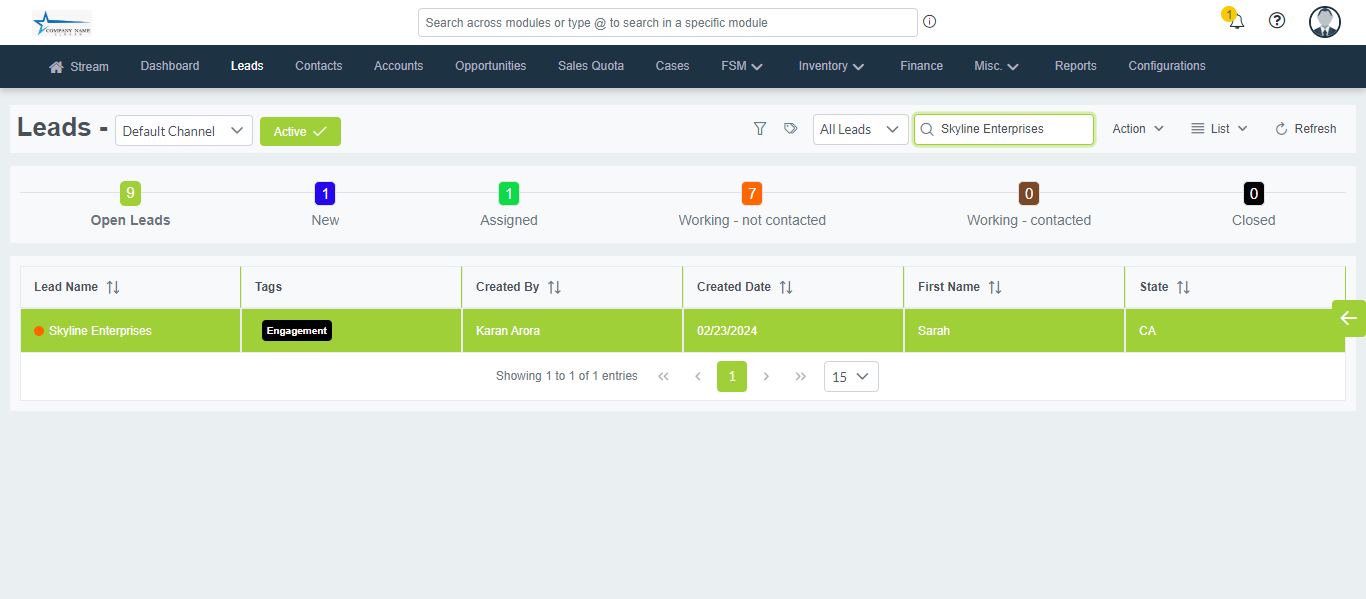 COMPANY NAME
Search across modules or type @ to search in a specific module
1
Stream Dashboard Leads Contacts Accounts Opportunities Sales Quota Cases FSM Inventory Finance Misc. Reports Configurations
Leads - Default Channel Active All Leads Skyline Enterprises Action List Refresh
9 1 1 7 0 0
Open Leads New Assigned Working - not contacted Working - contacted Closed
Lead Name Tags Created By Created Date First Name State
Skyline Enterprises Engagement Karan Arora 02/23/2024 Sarah CA
Showing 1 to 1 of 1 entries 1 15